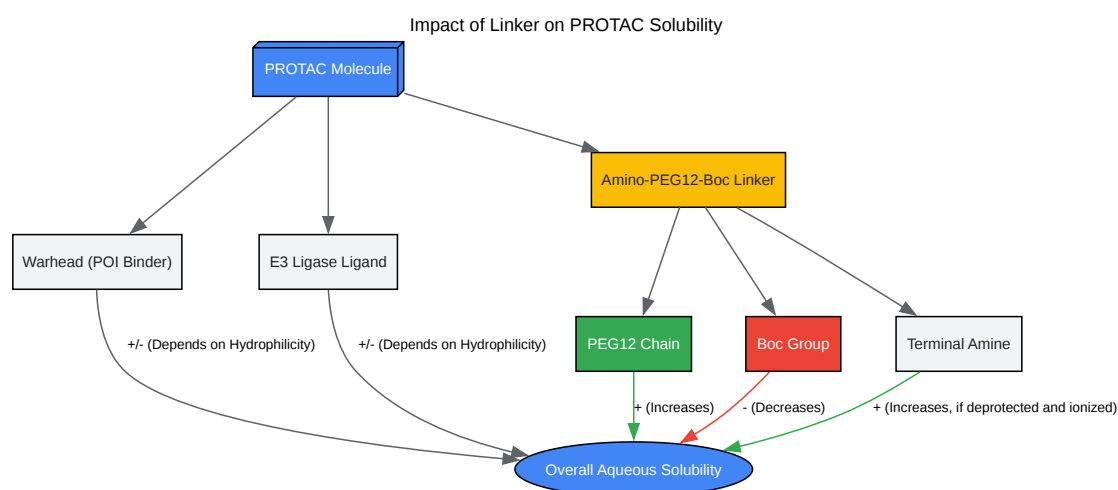 Impact of Linker on PROTAC Solubility
PROTAC Molecule
Amino-PEG12-Boc Linker
Warhead (POI Binder)
E3 Ligase Ligand
PEG12 Chain
Boc Group
Terminal Amine
+/- (Depends on Hydrophilicity)
+/- (Depends on Hydrophilicity)
+ (Increases)
- (Decreases)
+ (Increases, if deprotected and ionized)
Overall Aqueous Solubility